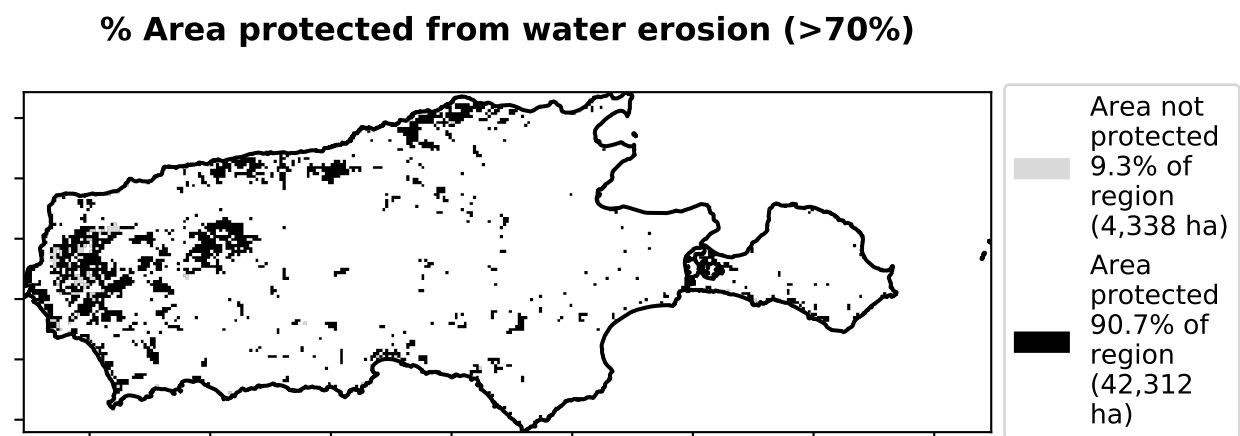 % Area protected from water erosion (>70%)
Area not
protected
9.3% of
region
(4,338 ha)
Area
protected
90.7% of
region
(42,312
ha)